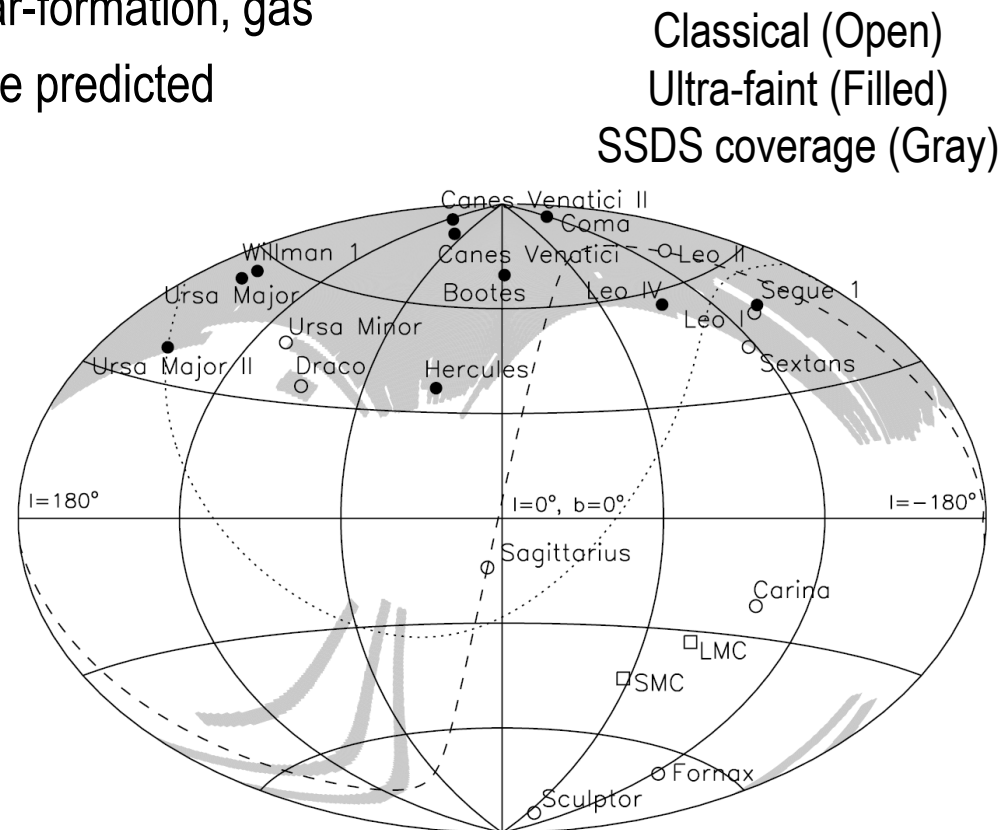 ar-formation, gas
e predicted
Classical (Open)
Ultra-faint (Filled)
SSDS coverage (Gray)
Canes Venatici II
Coma
Willman 1
Canes Venatici
Leo II
Ursa Major
Bootes
Leo IV
Segue 1
Leo I
Ursa Minor
Sextans
Ursa Major II
Draco
Hercules
l=180°
l=0°, b=0°
l=-180°
Sagittarius
Carina
LMC
SMC
Fornax
Sculptor